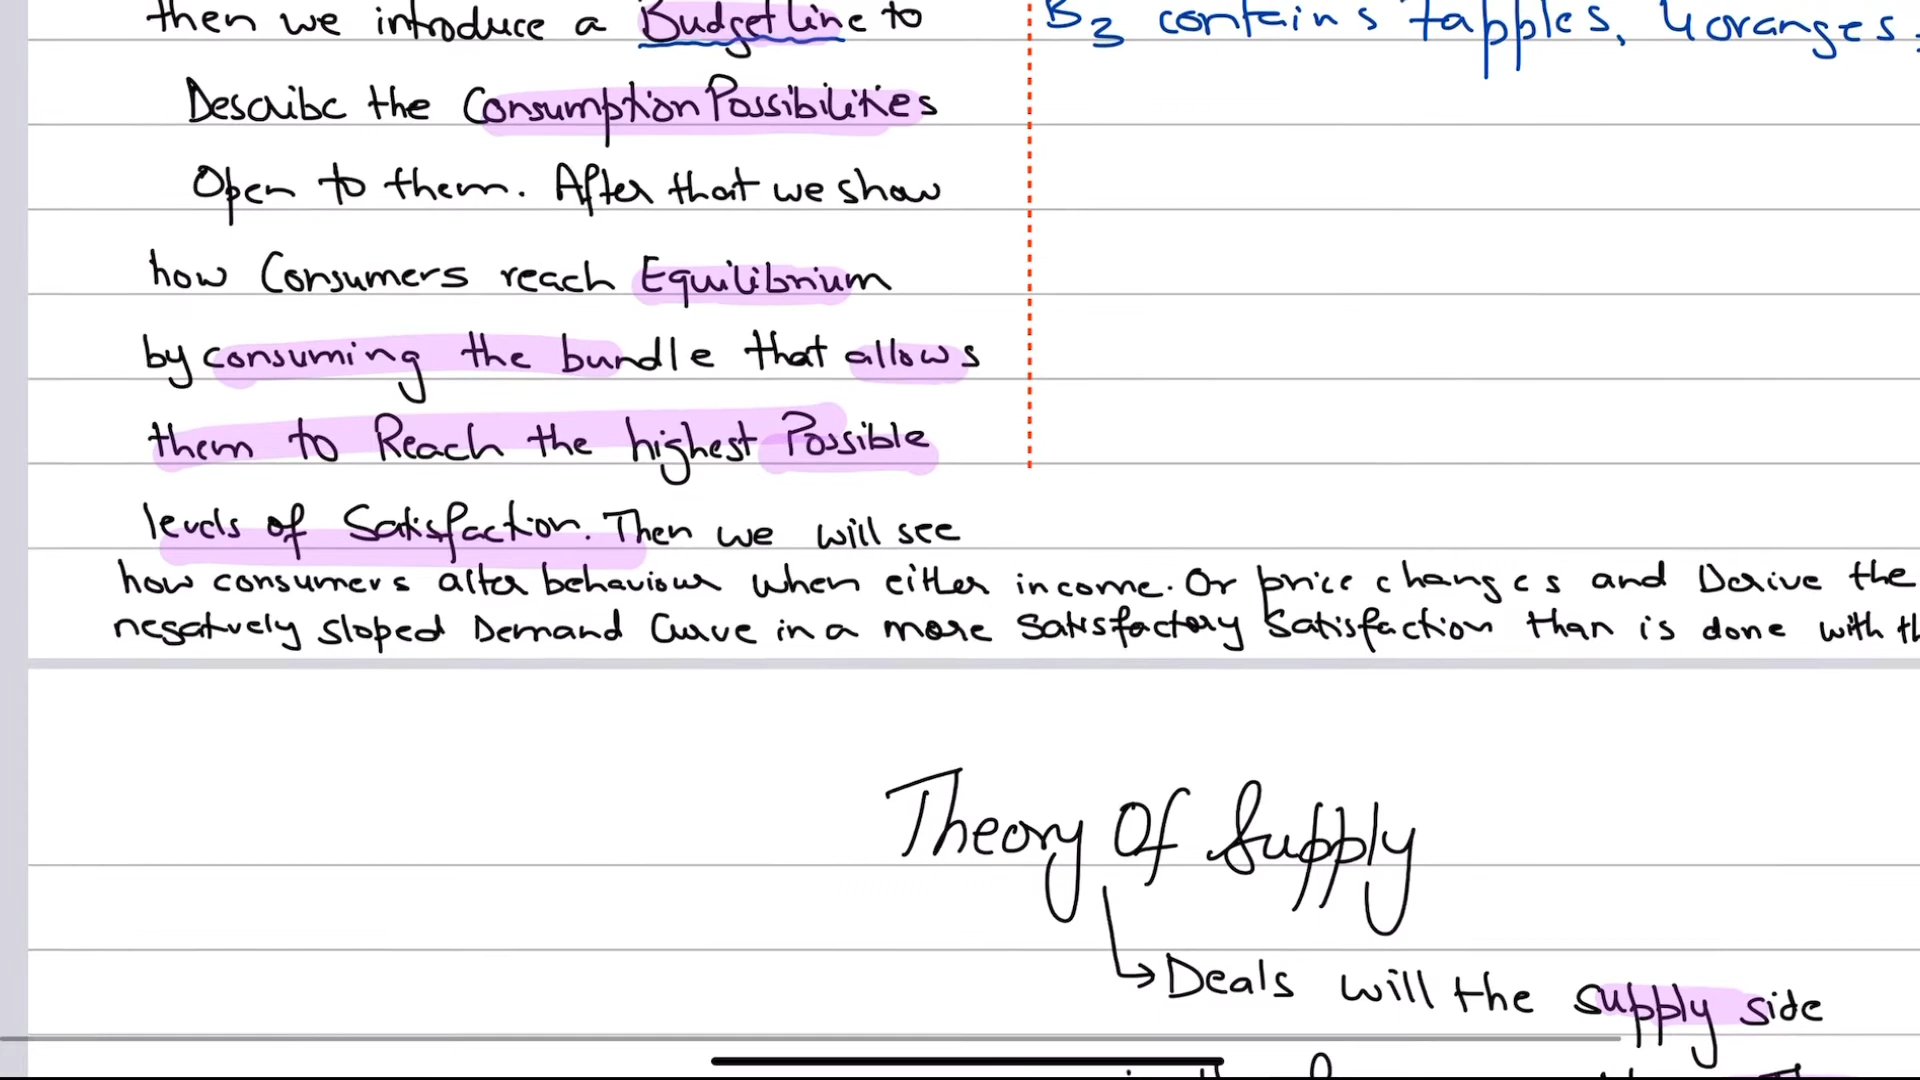 then we introduce a Budget Line to
Describe the Consumption Possibilities
Open to them. After that we show
how Consumers reach Equilibrium
by consuming the bundle that allows
them to Reach the highest Possible
levels of Satisfaction. Then we will see
how consumers alter behaviour when either income. Or price changes and Derive the
negatively sloped Demand Curve in a more Satisfactory Satisfaction than is done with
B3 contains 1 apples, 4 oranges.
Theory Of Supply
→ Deals will the supply side